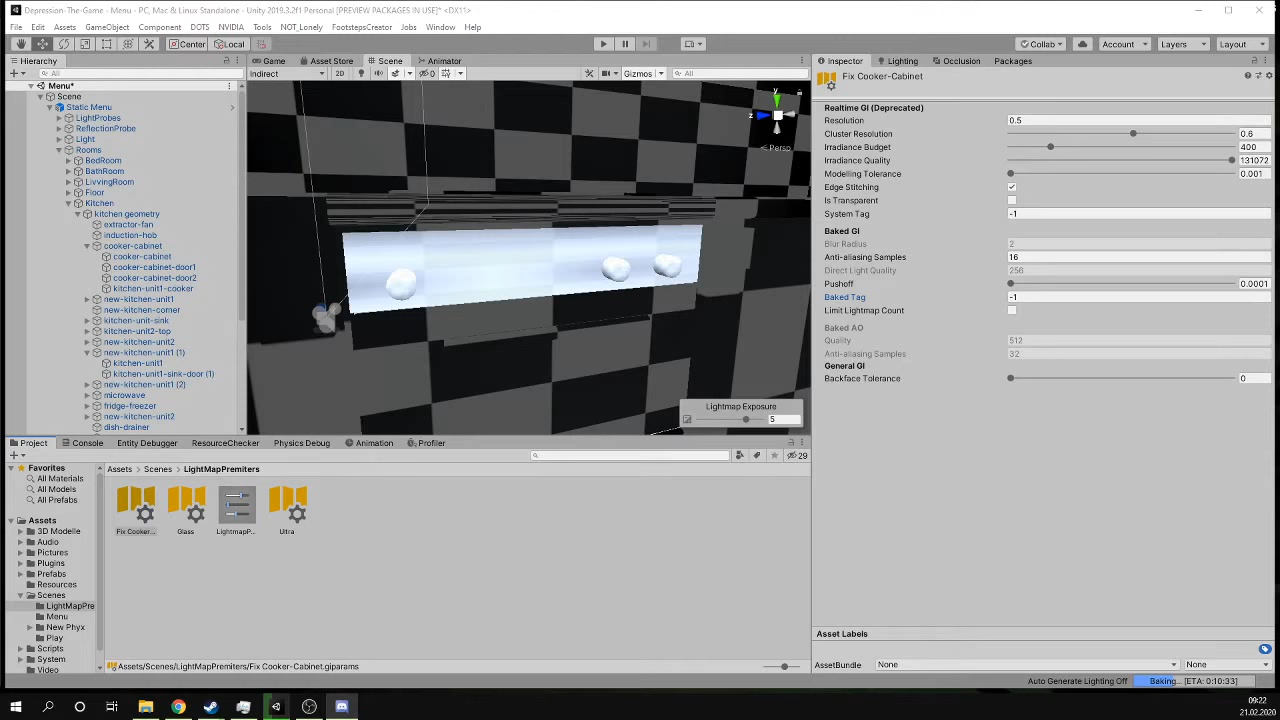 Depression-The-Game - Menu - PC, Mac & Linux Standalone - Unity 2019.3.2f1 Personal [PREVIEW PACKAGES IN USE]* <DX11>
File Edit Assets GameObject Component DOTS NVIDIA Tools NOT_Lonely FootstepsCreator Jobs Window Help
Center Local Collab Account Layers Layout
Hierarchy Game Asset Store Scene Animator Inspector Lighting Occlusion Packages
All Indirect 2D 0 Gizmos All
Fix Cooker-Cabinet
Menu*
Scene
Static Menu
LightProbes
ReflectionProbe
Light
Rooms
BedRoom
BathRoom
LivvingRoom
Floor
Kitchen
kitchen geometry
extractor-fan
induction-hob
cooker-cabinet
cooker-cabinet
cooker-cabinet-door1
cooker-cabinet-door2
kitchen-unit1-cooker
new-kitchen-unit1
new-kitchen-corner
kitchen-unit-sink
kitchen-unit2-top
new-kitchen-unit2
new-kitchen-unit1 (1)
kitchen-unit1
kitchen-unit1-sink-door (1)
new-kitchen-unit1 (2)
microwave
fridge-freezer
new-kitchen-unit2
dish-drainer
y
z
< Persp
Lightmap Exposure
5
Realtime GI (Deprecated)
Resolution 0.5
Cluster Resolution 0.6
Irradiance Budget 400
Irradiance Quality 131072
Modelling Tolerance 0.001
Edge Stitching
Is Transparent
System Tag -1
Baked GI
Blur Radius 2
Anti-aliasing Samples 16
Direct Light Quality 256
Pushoff 0.0001
Baked Tag -1
Limit Lightmap Count
Baked AO
Quality 512
Anti-aliasing Samples 32
General GI
Backface Tolerance 0
Project Console Entity Debugger ResourceChecker Physics Debug Animation Profiler
29
Favorites
All Materials
All Models
All Prefabs
Assets
3D Modelle
Audio
Pictures
Plugins
Prefabs
Resources
Scenes
LightMapPre
Menu
New Phyx
Play
Scripts
System
Video
Assets Scenes LightMapPremiters
Fix Cooker... Glass LightmapP... Ultra
Assets/Scenes/LightMapPremiters/Fix Cooker-Cabinet.giparams
Asset Labels
AssetBundle None None
Auto Generate Lighting Off Baking... [ETA: 0:10:33]
09:22
21.02.2020